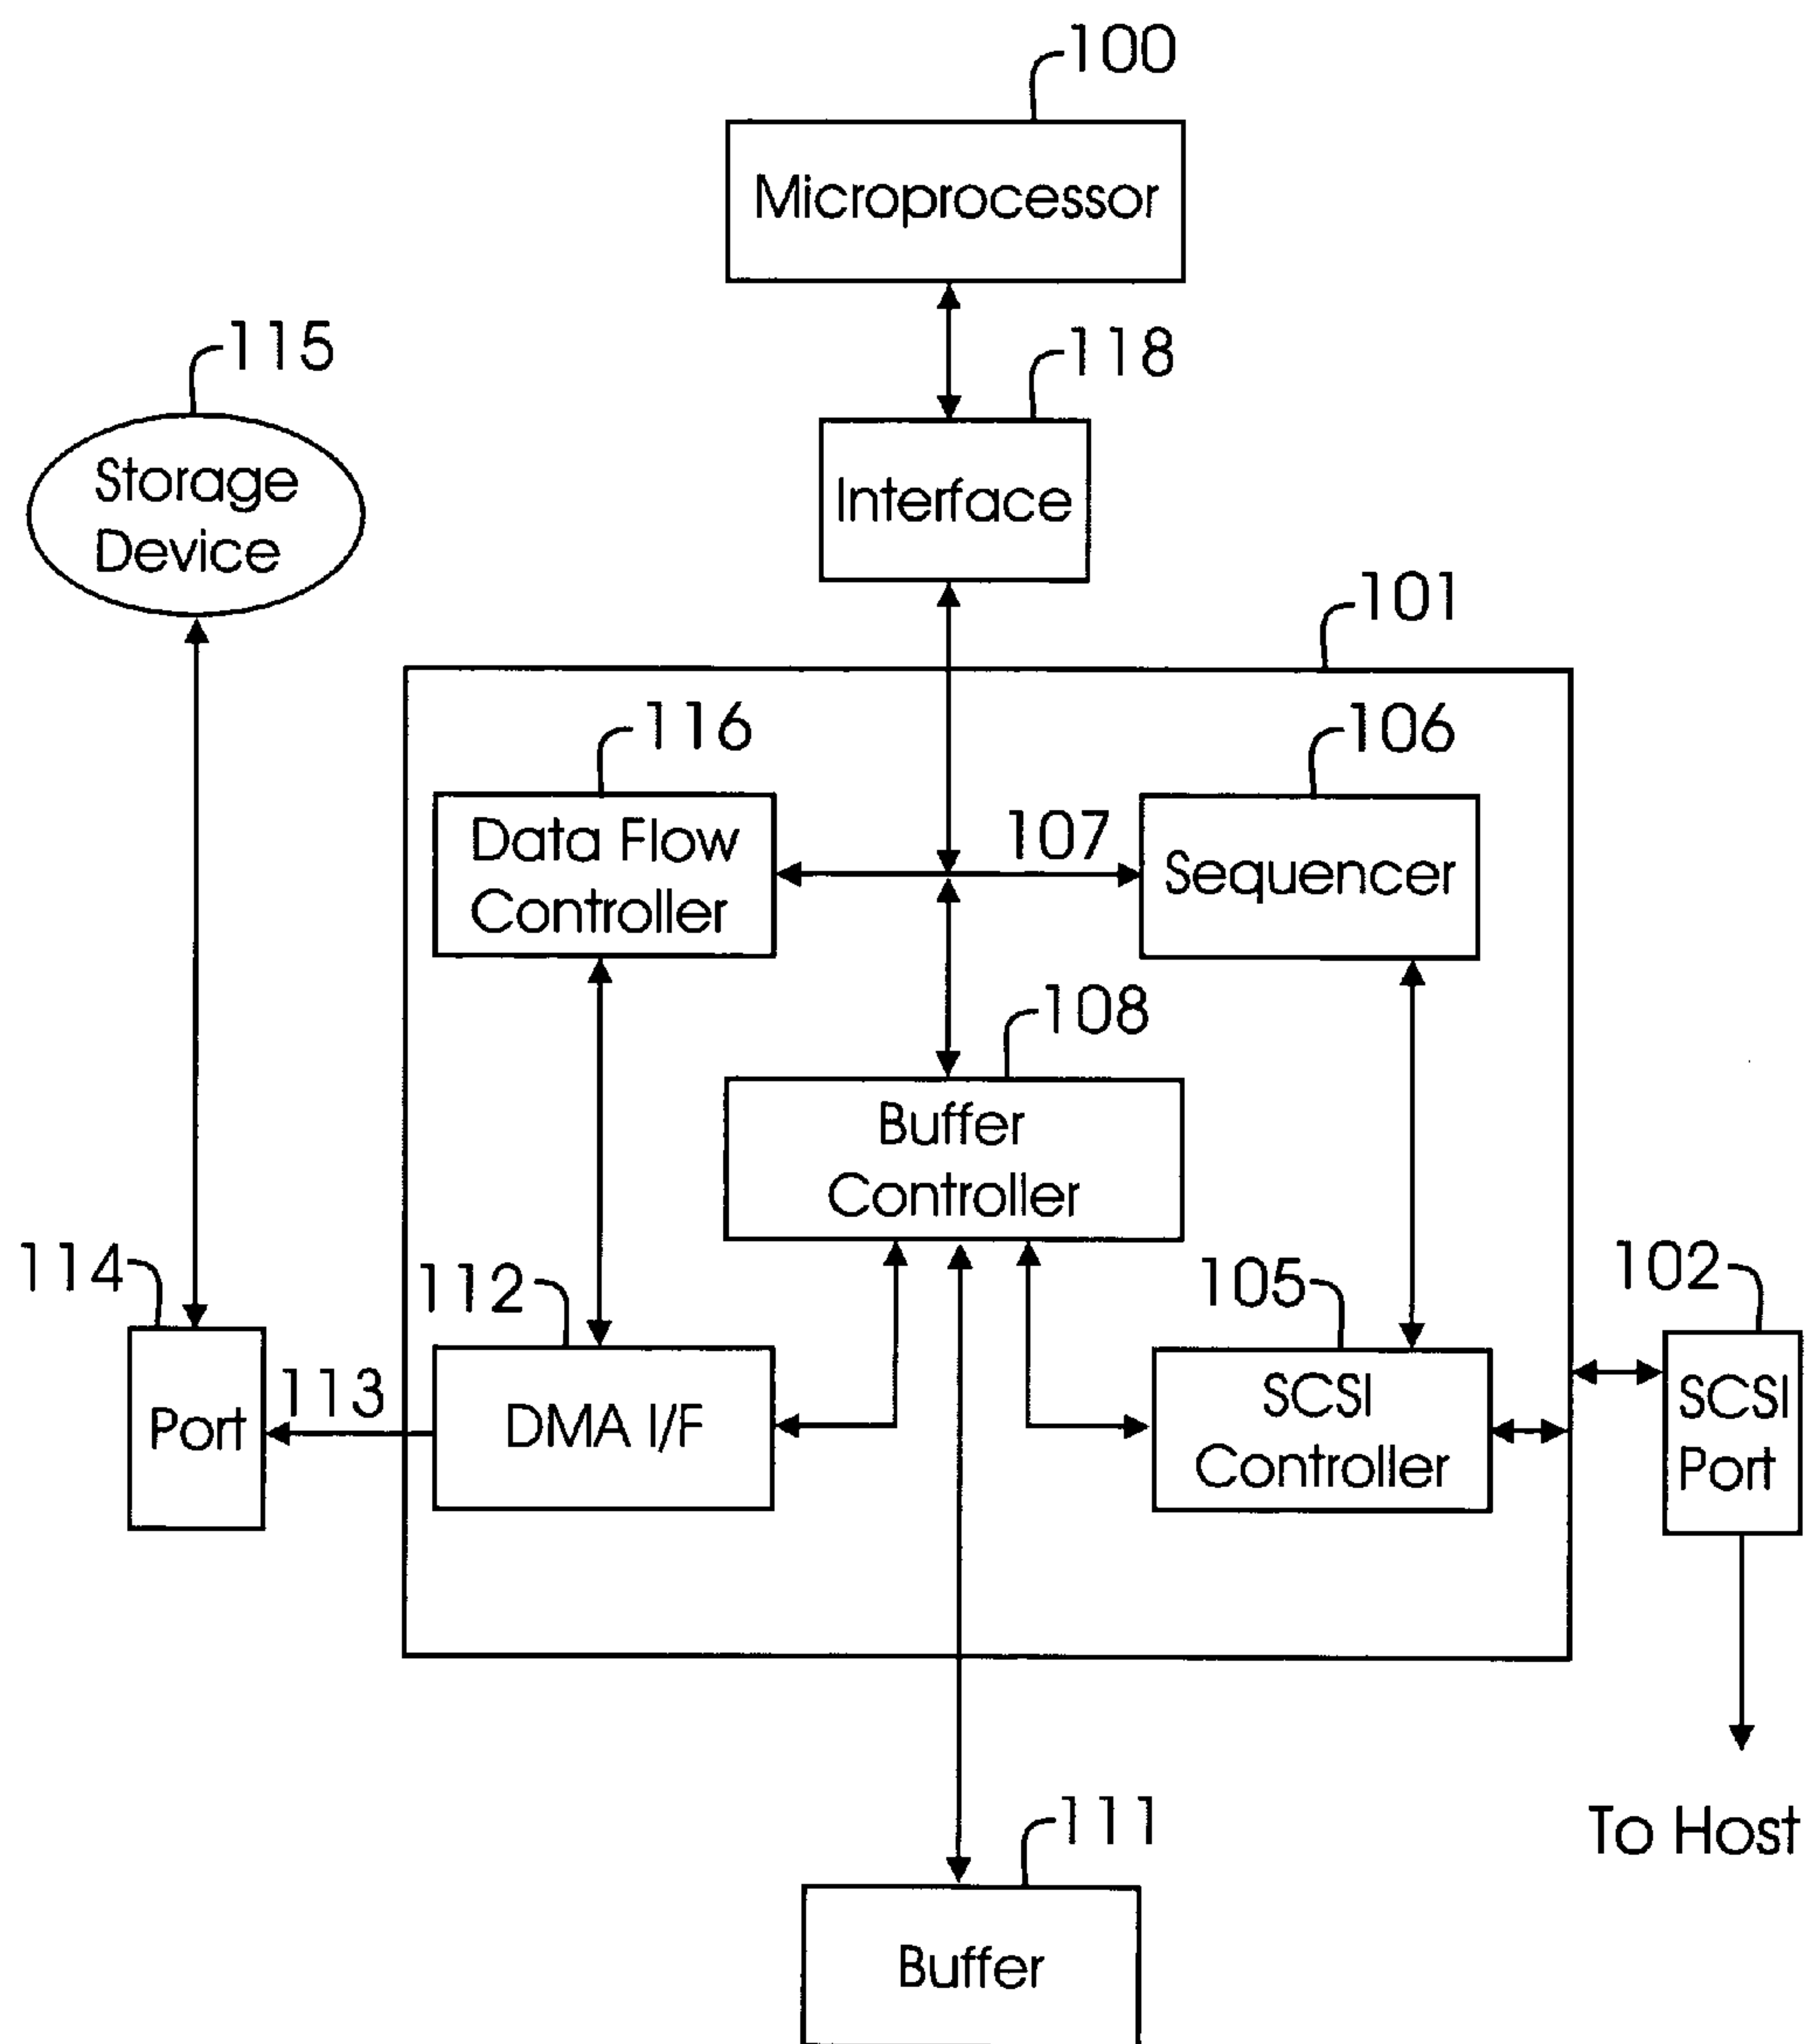 100
Microprocessor
115
118
Storage
Device
Interface
101
116
106
Data Flow
Controller
107
Sequencer
108
Buffer
Controller
114
112
105
102
Port
113
DMA I/F
SCSI
Controller
SCSI
Port
To Host
111
Buffer